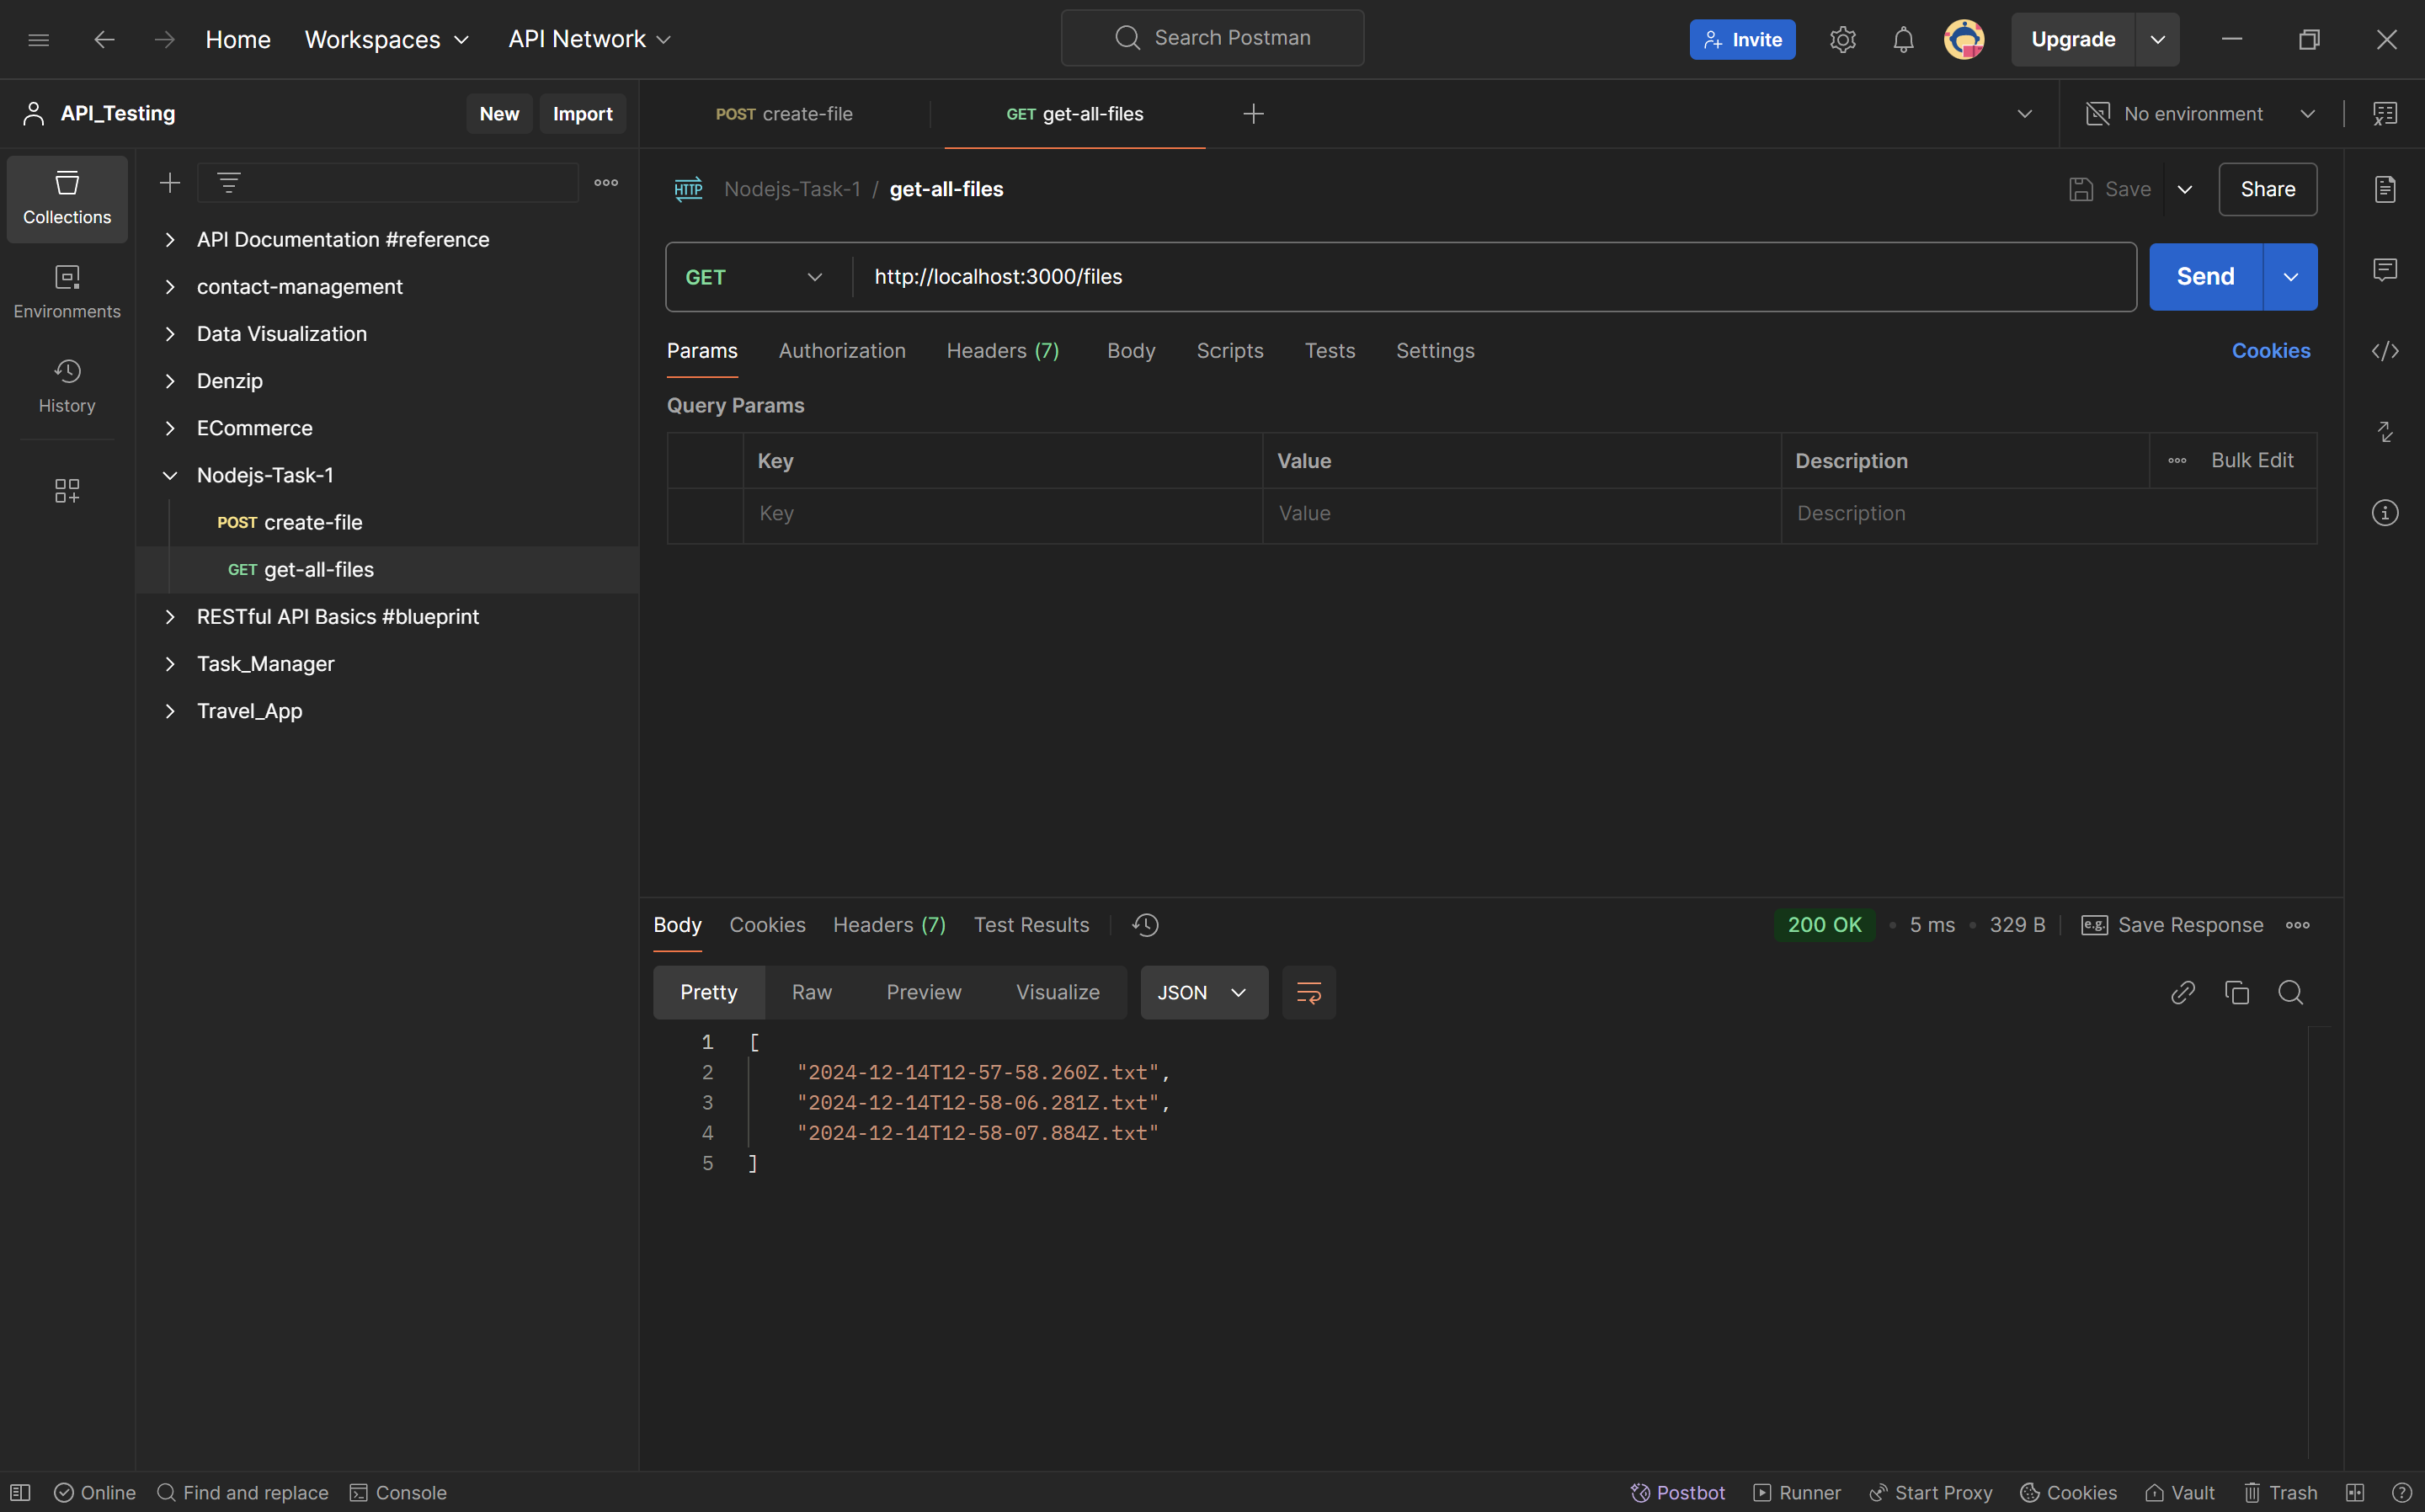 Home Workspaces API Network Search Postman Invite Upgrade
API_Testing New Import POST create-file GET get-all-files No environment
Collections
Environments
History
API Documentation #reference
contact-management
Data Visualization
Denzip
ECommerce
Nodejs-Task-1
POST create-file
GET get-all-files
RESTful API Basics #blueprint
Task_Manager
Travel_App
HTTP Nodejs-Task-1 / get-all-files Save Share
GET http://localhost:3000/files Send
Params Authorization Headers (7) Body Scripts Tests Settings Cookies
Query Params
Key Value Description Bulk Edit
Key Value Description
Body Cookies Headers (7) Test Results 200 OK 5 ms 329 B e.g. Save Response
Pretty Raw Preview Visualize JSON
1 [
2 "2024-12-14T12-57-58.260Z.txt",
3 "2024-12-14T12-58-06.281Z.txt",
4 "2024-12-14T12-58-07.884Z.txt"
5 ]
Online Find and replace Console Postbot Runner Start Proxy Cookies Vault Trash